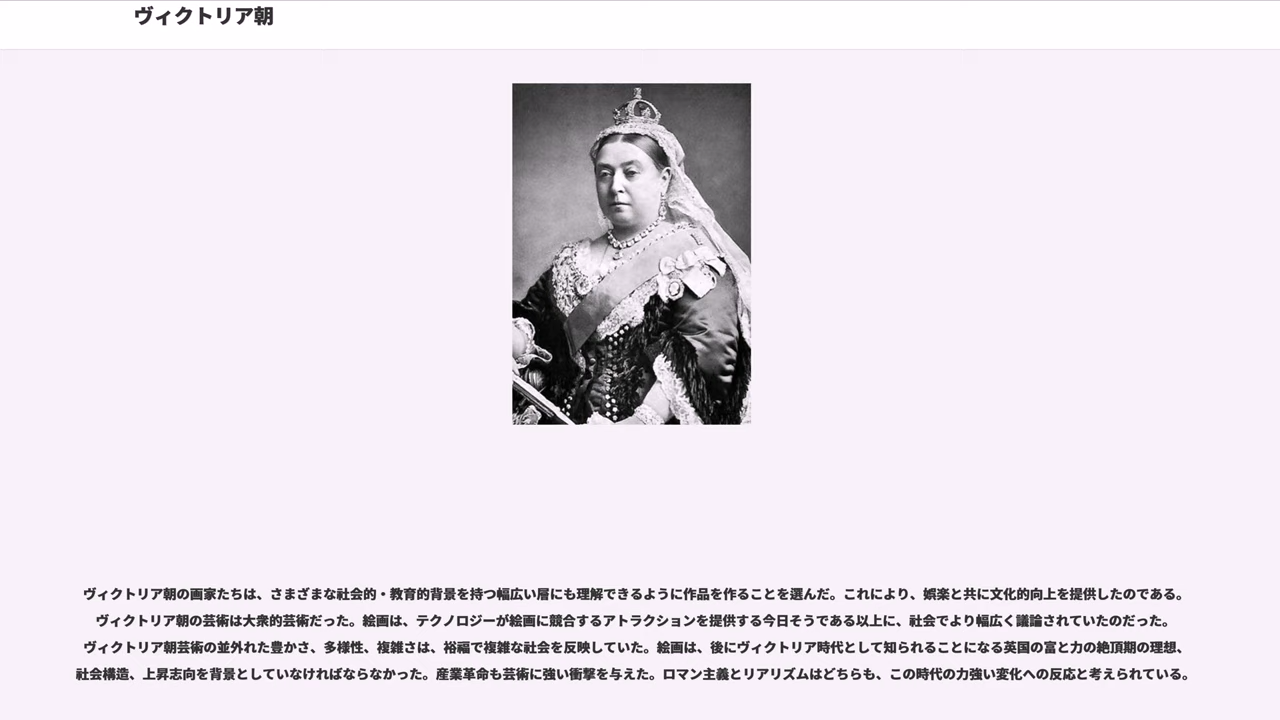 ヴィクトリア朝
ヴィクトリア朝の画家たちは、さまざまな社会的・教育的背景を持つ幅広い層にも理解できるように作品を作ることを選んだ。これにより、娯楽と共に文化的向上を提供したのである。
ヴィクトリア朝の芸術は大衆的芸術だった。絵画は、テクノロジーが絵画に競合するアトラクションを提供する今日そうである以上に、社会でより幅広く議論されていたのだった。
ヴィクトリア朝芸術の並外れた豊かさ、多様性、複雑さは、裕福で複雑な社会を反映していた。絵画は、後にヴィクトリア時代として知られることになる英国の富と力の絶頂期の理想、
社会構造、上昇志向を背景としていなければならなかった。産業革命も芸術に強い衝撃を与えた。ロマン主義とリアリズムはどちらも、この時代の力強い変化への反応と考えられている。